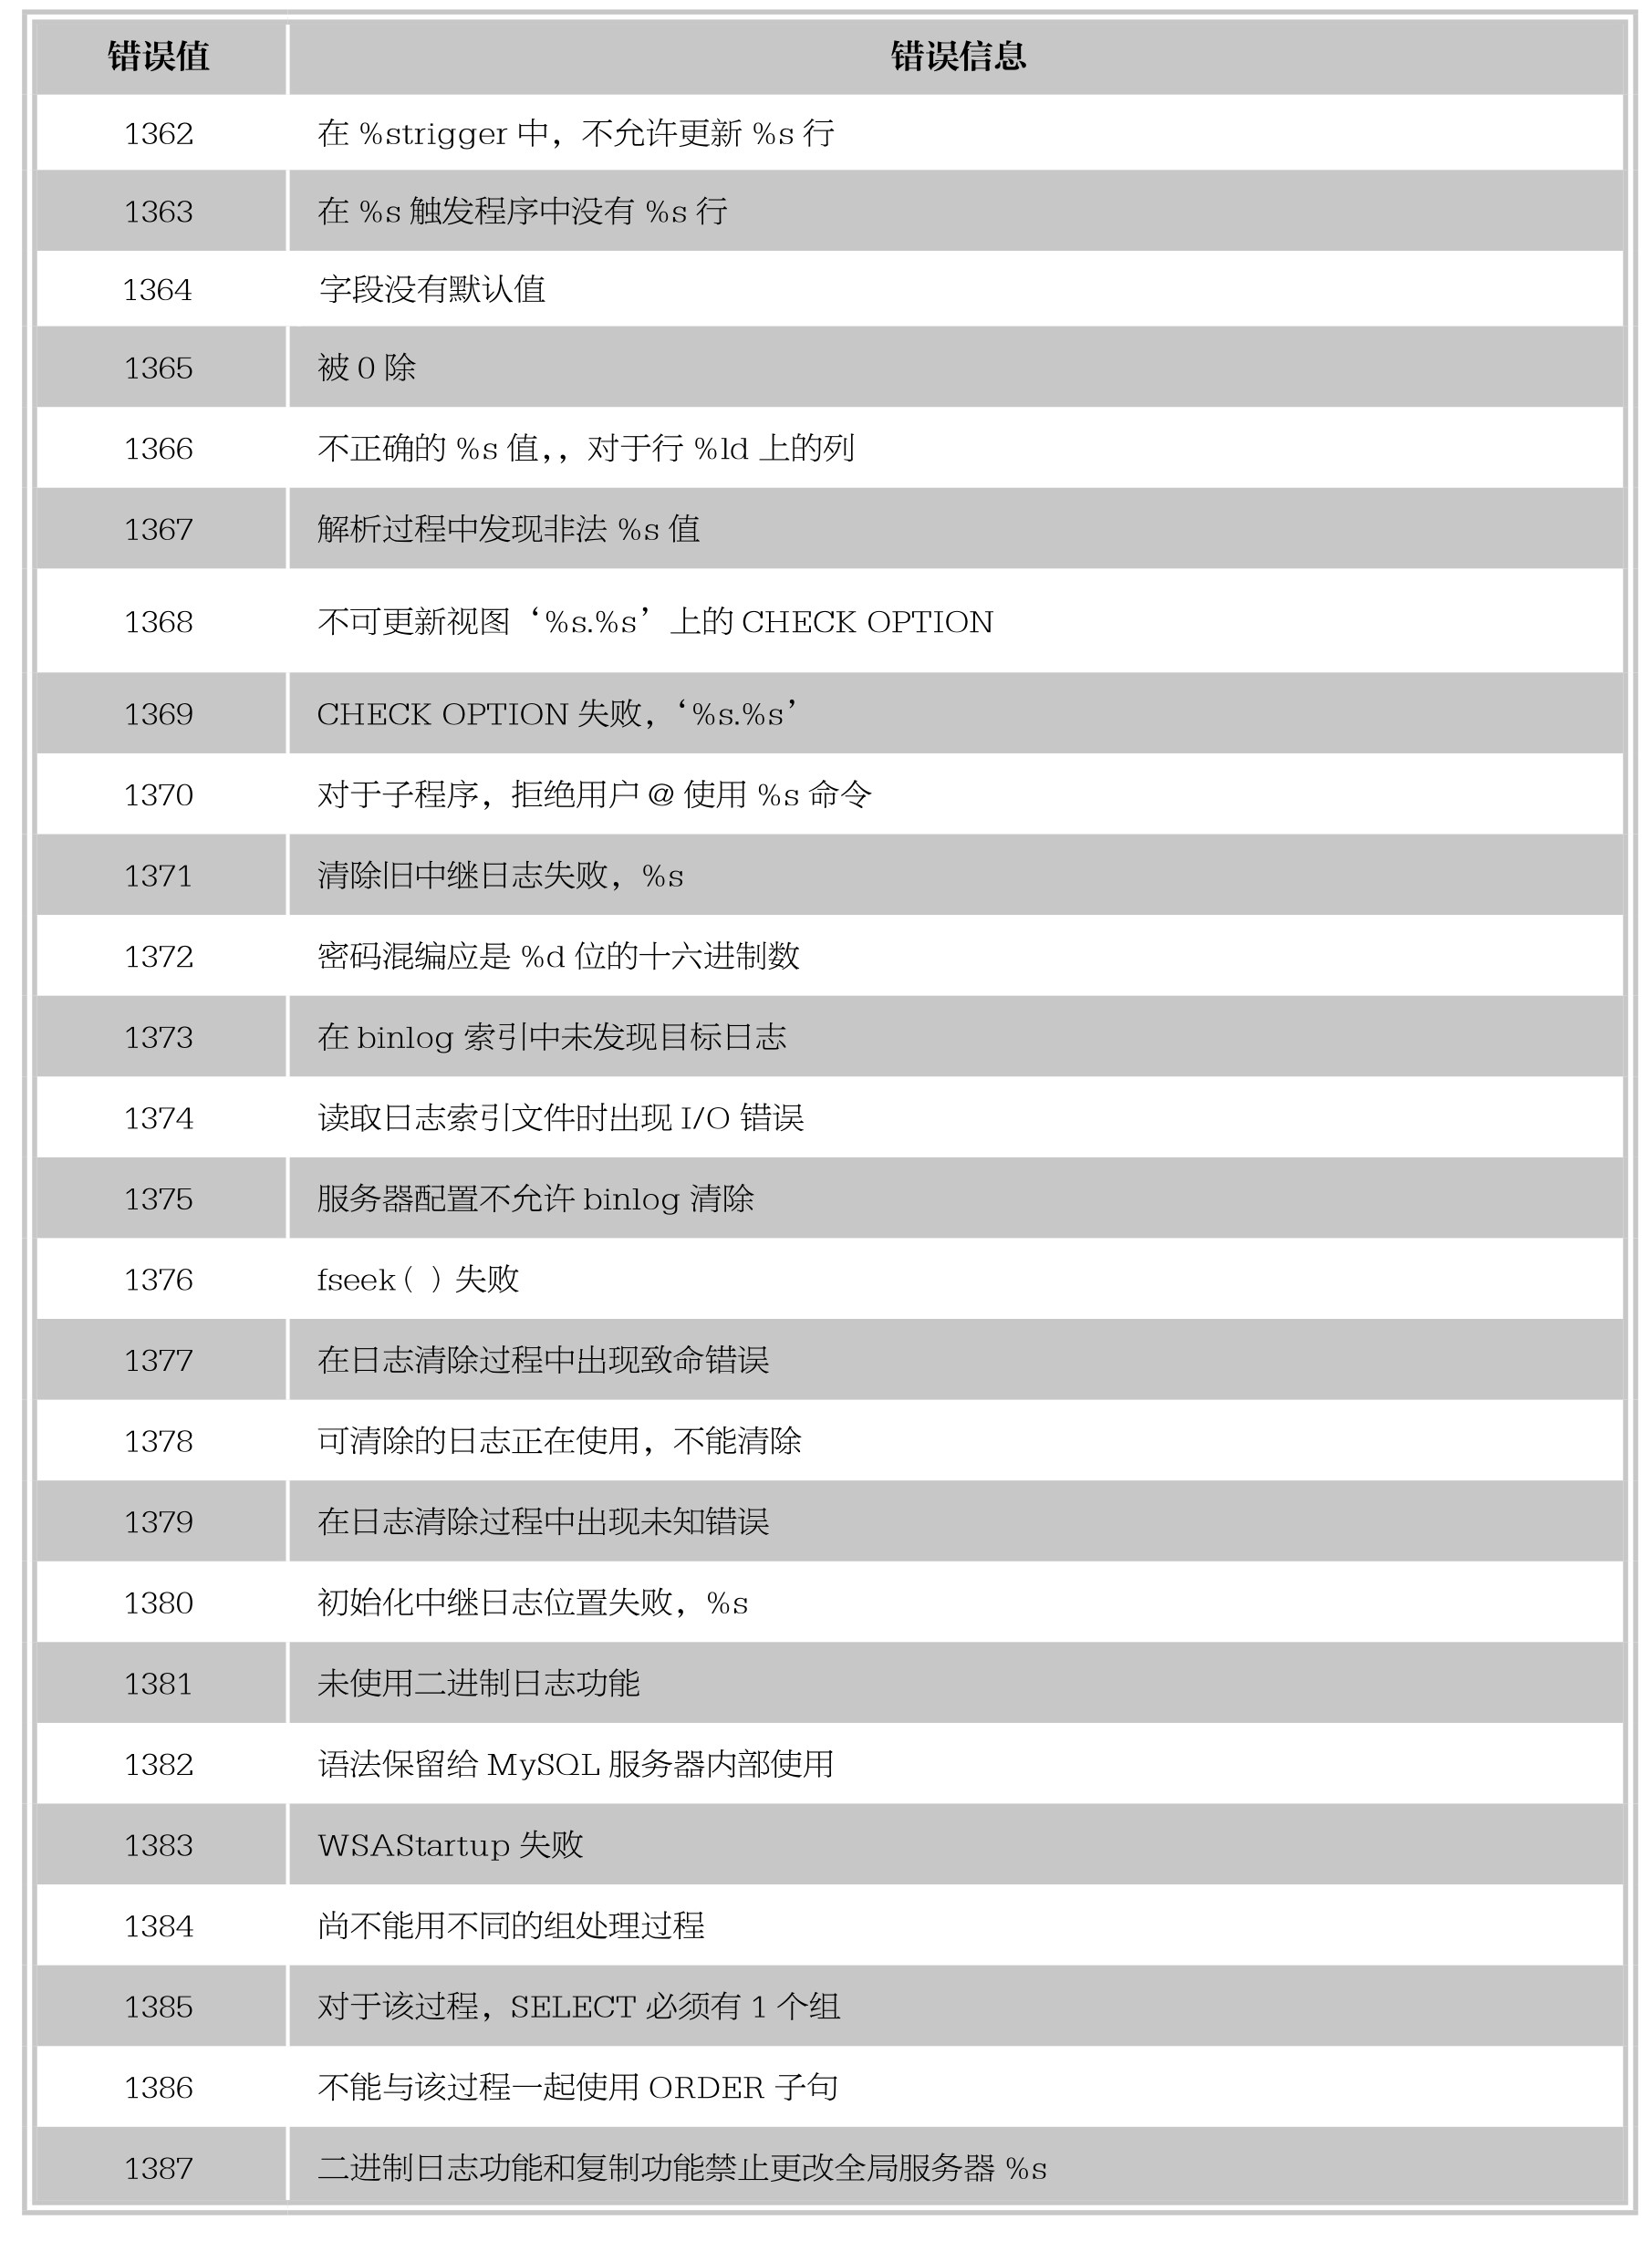 错误值 错误信息
1362 在 %strigger 中，不允许更新 %s 行
1363 在 %s 触发程序中没有 %s 行
1364 字段没有默认值
1365 被 0 除
1366 不正确的 %s 值,，对于行 %ld 上的列
1367 解析过程中发现非法 %s 值
1368 不可更新视图‘%s.%s’上的 CHECK OPTION
1369 CHECK OPTION 失败，‘%s.%s’
1370 对于子程序，拒绝用户 @ 使用 %s 命令
1371 清除旧中继日志失败，%s
1372 密码混编应是 %d 位的十六进制数
1373 在 binlog 索引中未发现目标日志
1374 读取日志索引文件时出现 I/O 错误
1375 服务器配置不允许 binlog 清除
1376 fseek( ) 失败
1377 在日志清除过程中出现致命错误
1378 可清除的日志正在使用，不能清除
1379 在日志清除过程中出现未知错误
1380 初始化中继日志位置失败，%s
1381 未使用二进制日志功能
1382 语法保留给 MySQL 服务器内部使用
1383 WSAStartup 失败
1384 尚不能用不同的组处理过程
1385 对于该过程，SELECT 必须有 1 个组
1386 不能与该过程一起使用 ORDER 子句
1387 二进制日志功能和复制功能禁止更改全局服务器 %s